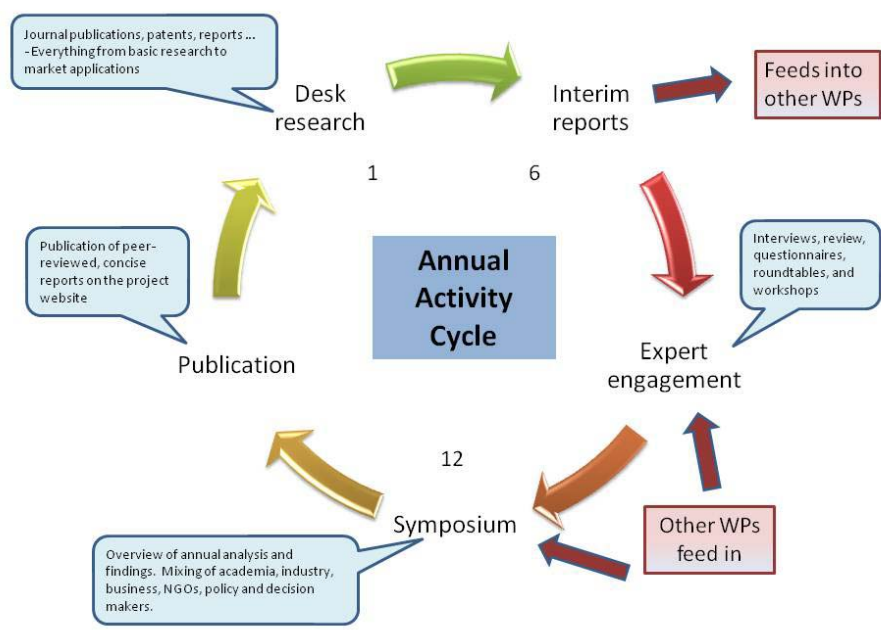 Journal publications, patents, reports ...
-Everything from basic research to
market applications
Desk
research
Interim
reports
Feeds into
other WPs
1
6
Publication of peer-
reviewed, concise
reports on the project
website
Annual
Activity
Cycle
Interviews, review,
questionnaires,
roundtables, and
workshops
Publication
Expert
engagement
12
Symposium
Other WPs
feed in
Overview of annual analysis and
findings.  Mixing of academia, industry,
business, NGOs, policy and decision
makers.